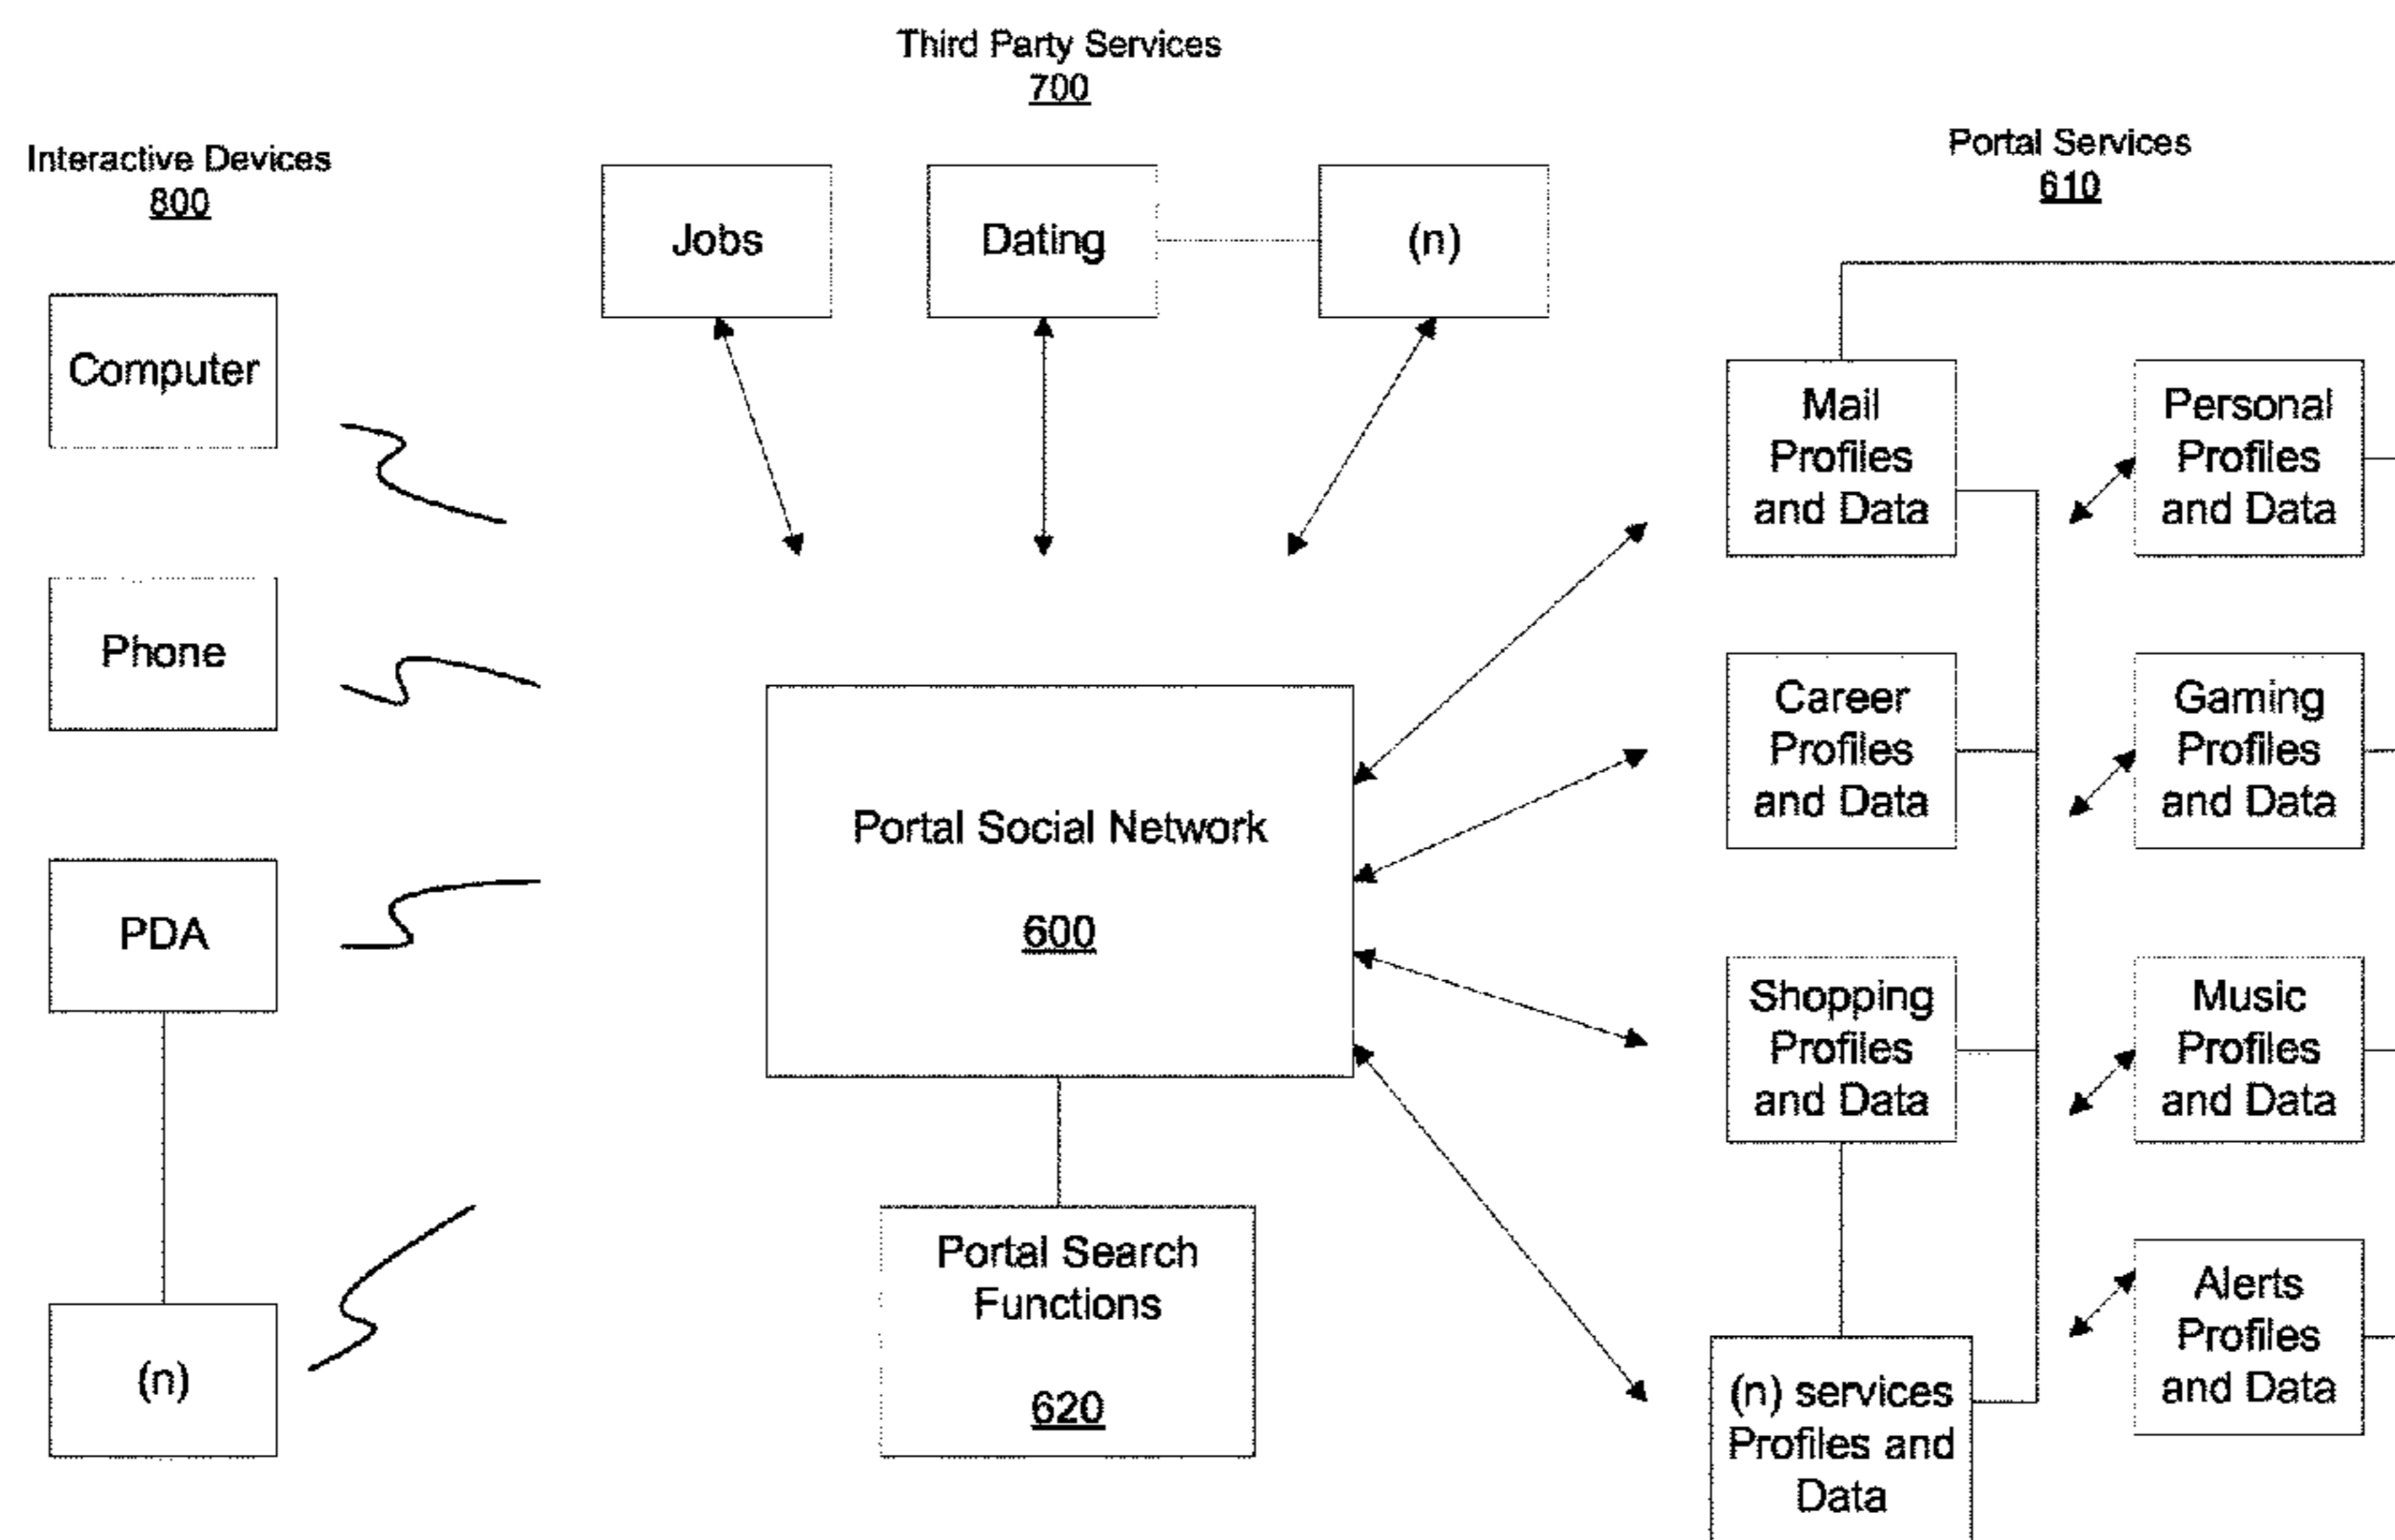 Third Party Services
700
Interactive Devices
800
Portal Services
610
Jobs
Dating
(n)
Computer
Phone
PDA
(n)
Portal Social Network
600
Portal Search
Functions
620
Mail
Profiles
and Data
Personal
Profiles
and Data
Career
Profiles
and Data
Gaming
Profiles
and Data
Shopping
Profiles
and Data
Music
Profiles
and Data
(n) services
Profiles and
Data
Alerts
Profiles
and Data